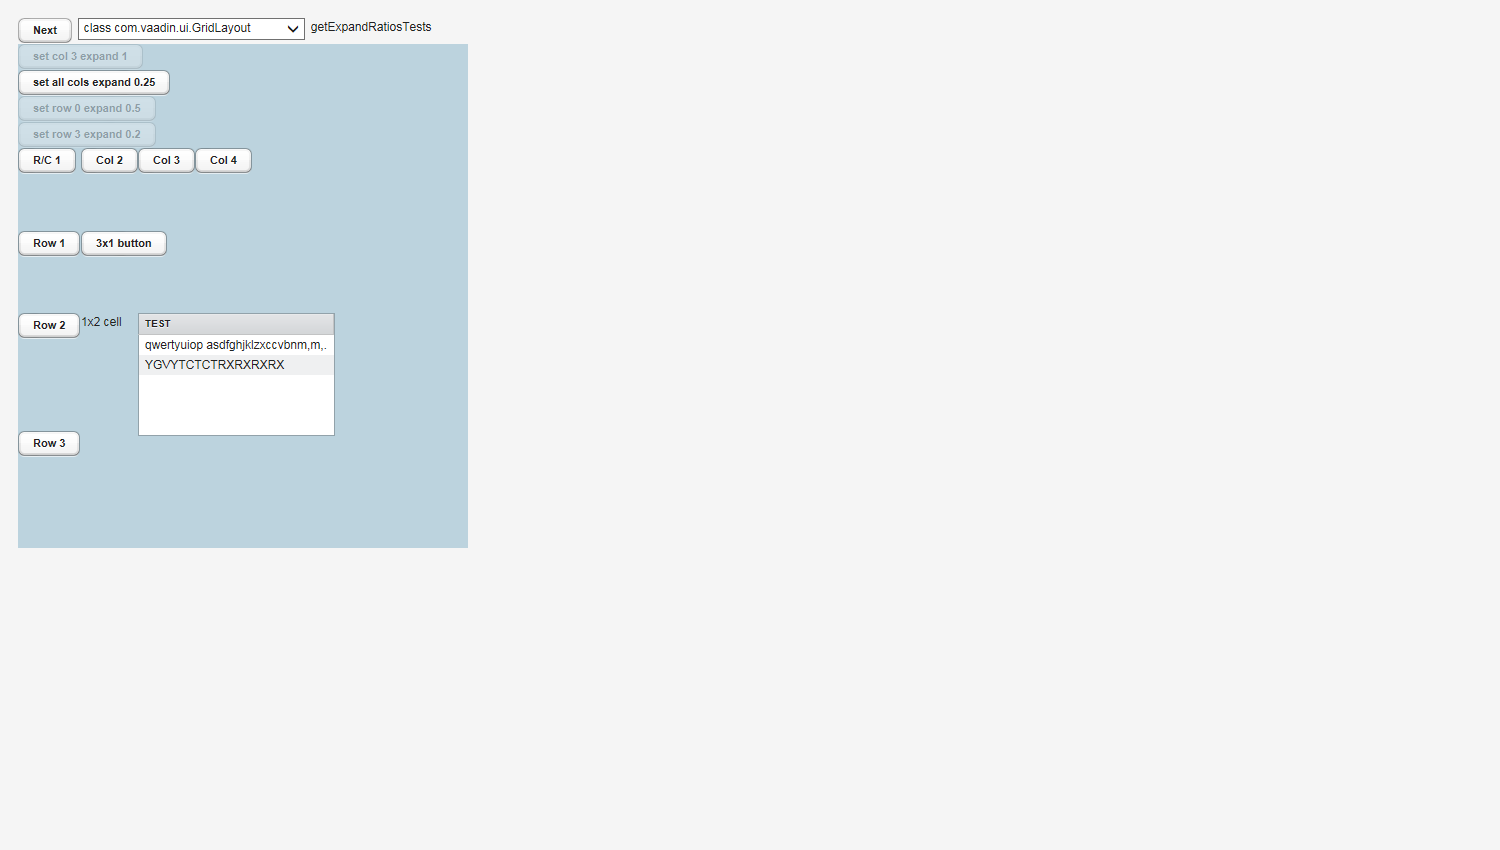 Next class com.vaadin.ui.GridLayout getExpandRatiosTests
set col 3 expand 1
set all cols expand 0.25
set row 0 expand 0.5
set row 3 expand 0.2
R/C 1 Col 2 Col 3 Col 4
Row 1 3x1 button
Row 2 1x2 cell TEST
qwertyuiop asdfghjklzxccvbnm,m,.
YGVYTCTCTRXRXRXRX
Row 3